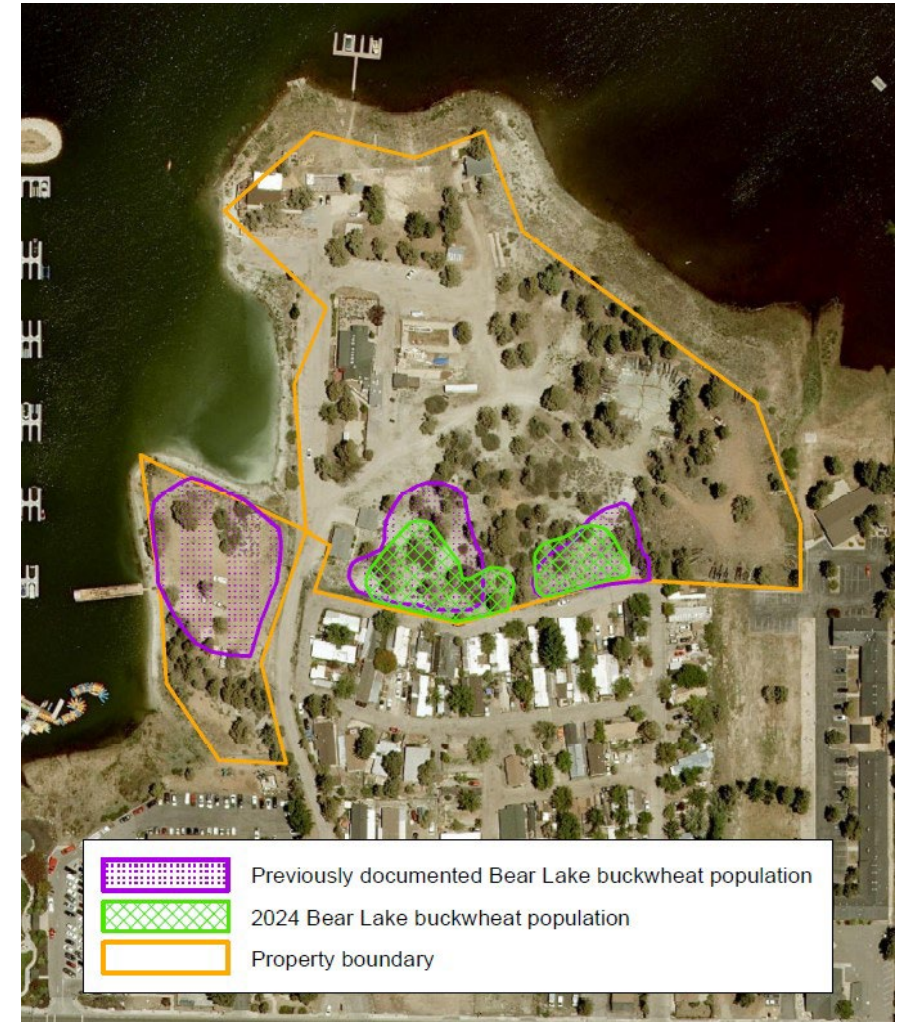 Previously documented Bear Lake buckwheat population
2024 Bear Lake buckwheat population
Property boundary